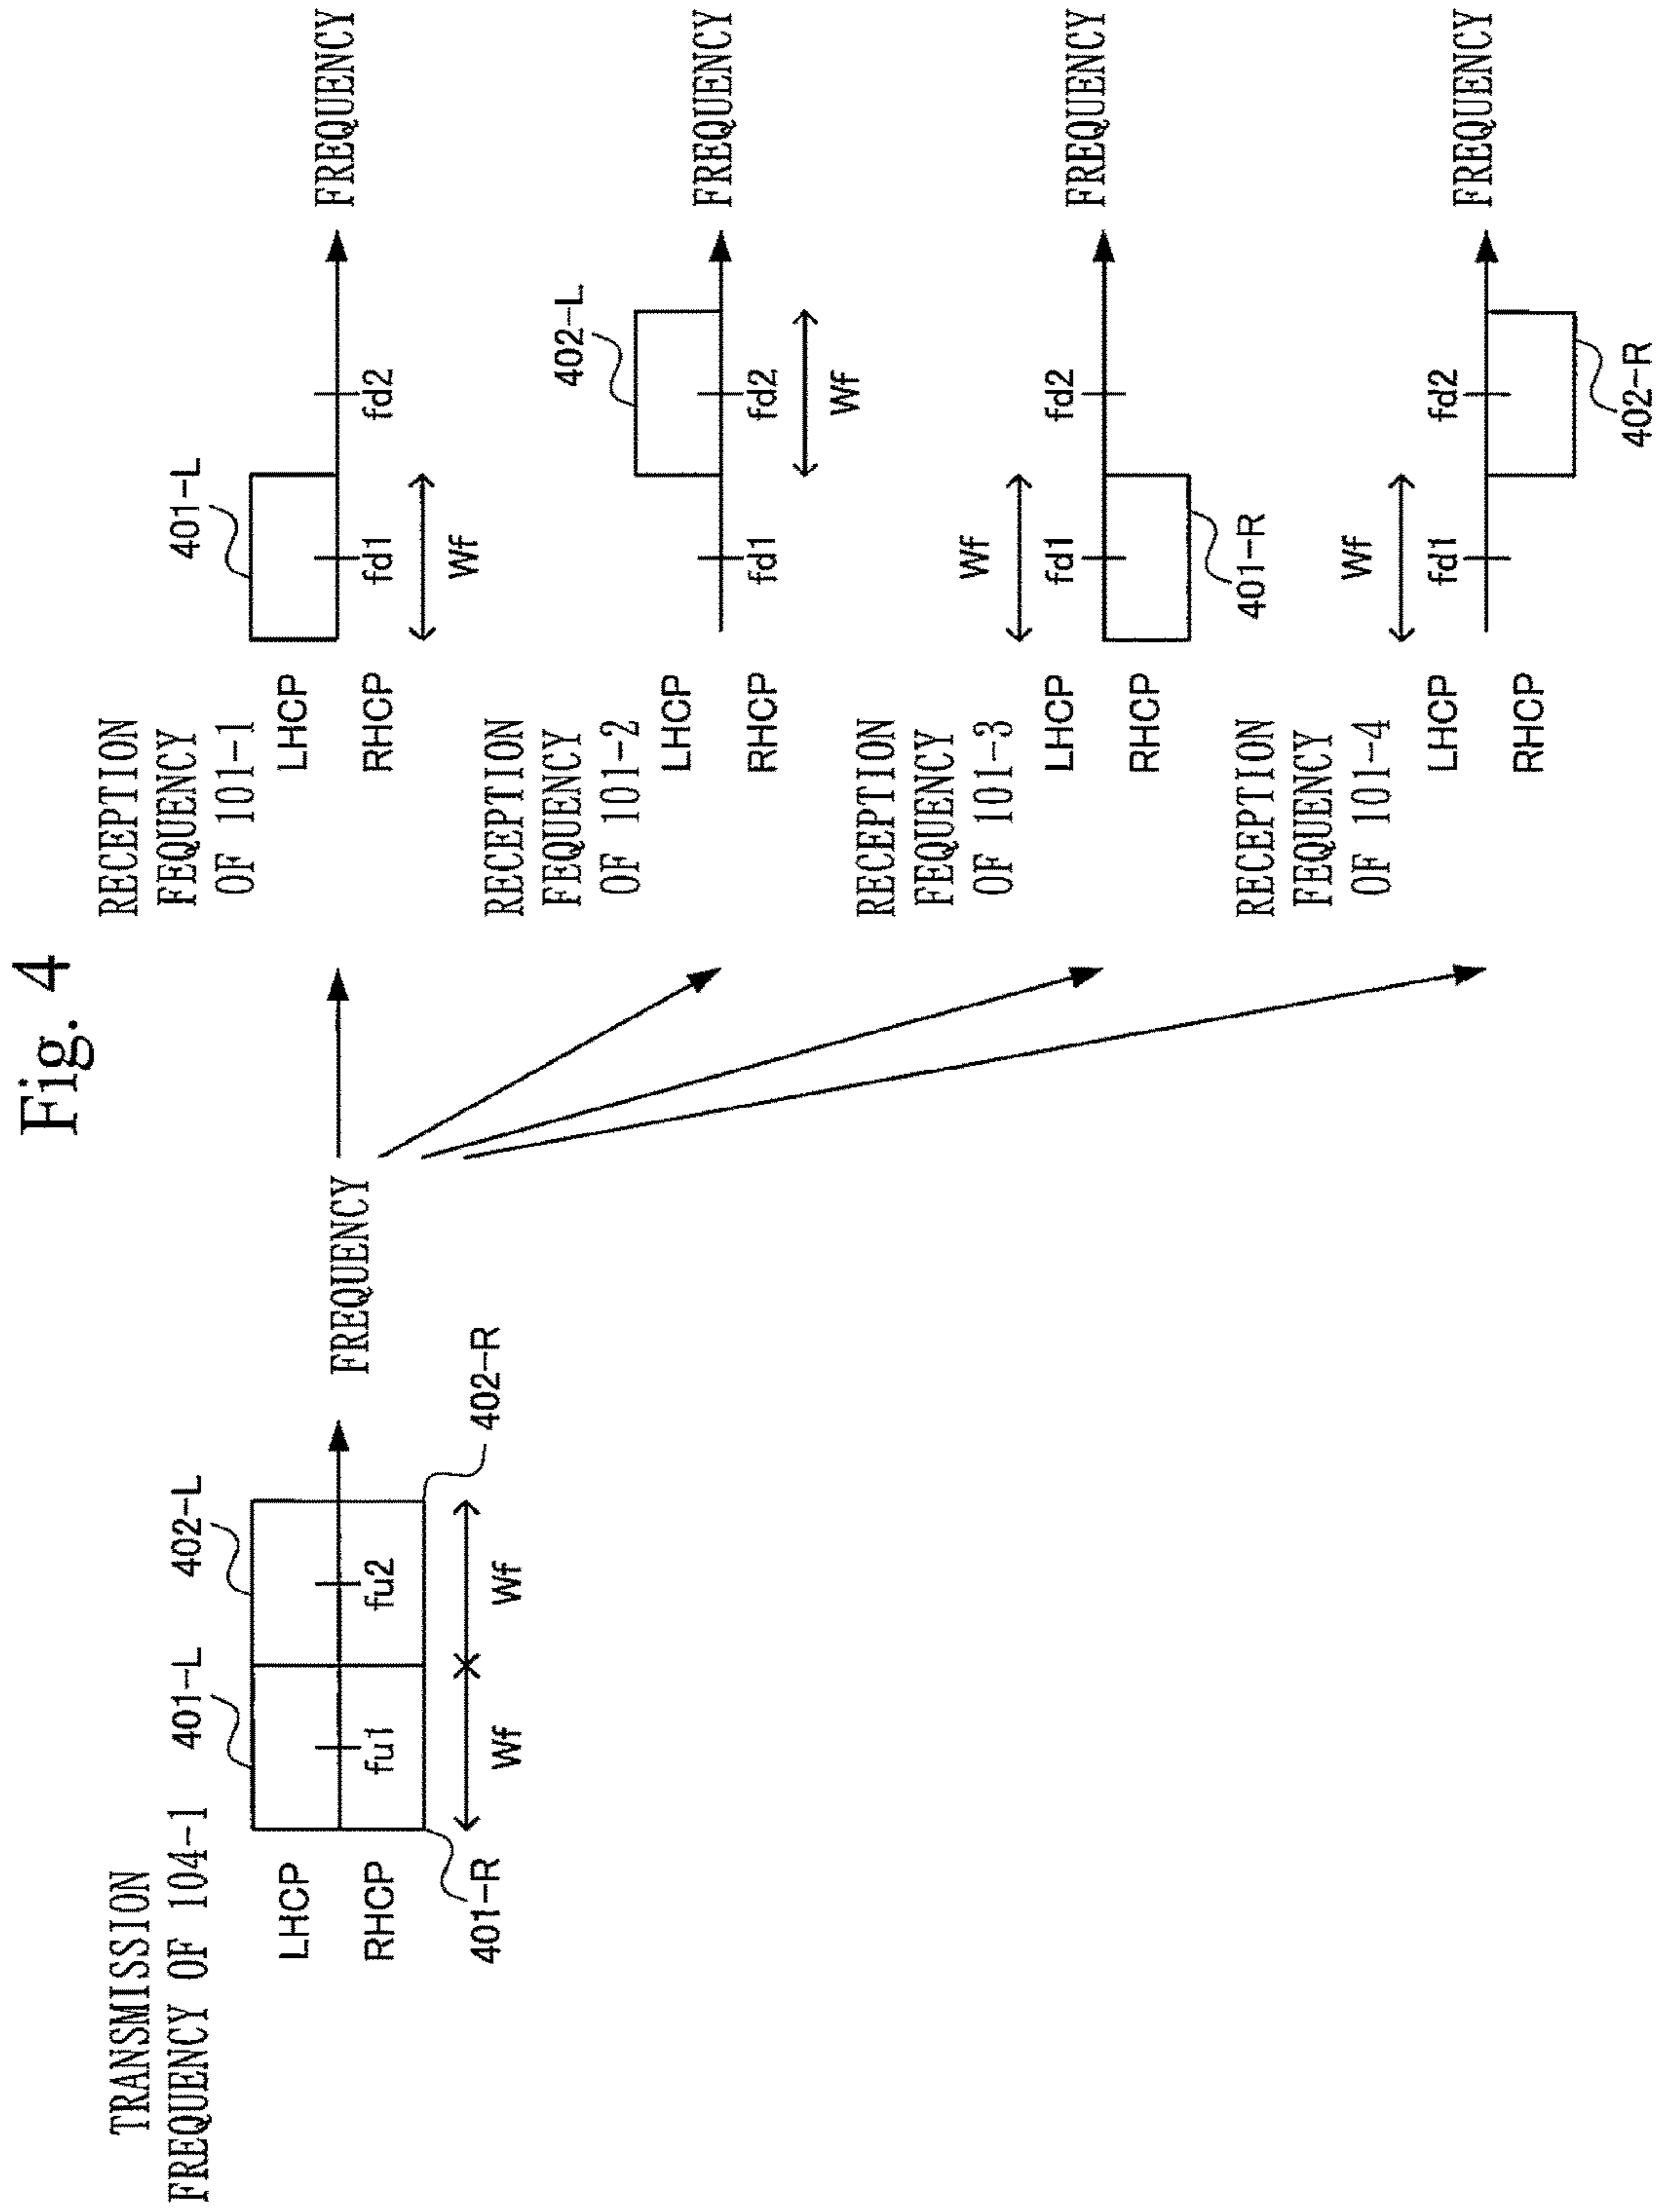 Fig. 4
TRANSMISSION
FREQUENCY OF 104-1
LHCP
RHCP
401-L
402-L
fu1
fu2
Wf
Wf
401-R
402-R
FREQUENCY
RECEPTION
FEQUENCY
OF 101-1
LHCP
RHCP
401-L
fd1
fd2
Wf
FREQUENCY
RECEPTION
FEQUENCY
OF 101-2
LHCP
RHCP
402-L
fd1
fd2
Wf
FREQUENCY
RECEPTION
FEQUENCY
OF 101-3
LHCP
RHCP
Wf
fd1
fd2
401-R
FREQUENCY
RECEPTION
FEQUENCY
OF 101-4
LHCP
RHCP
Wf
fd1
fd2
402-R
FREQUENCY